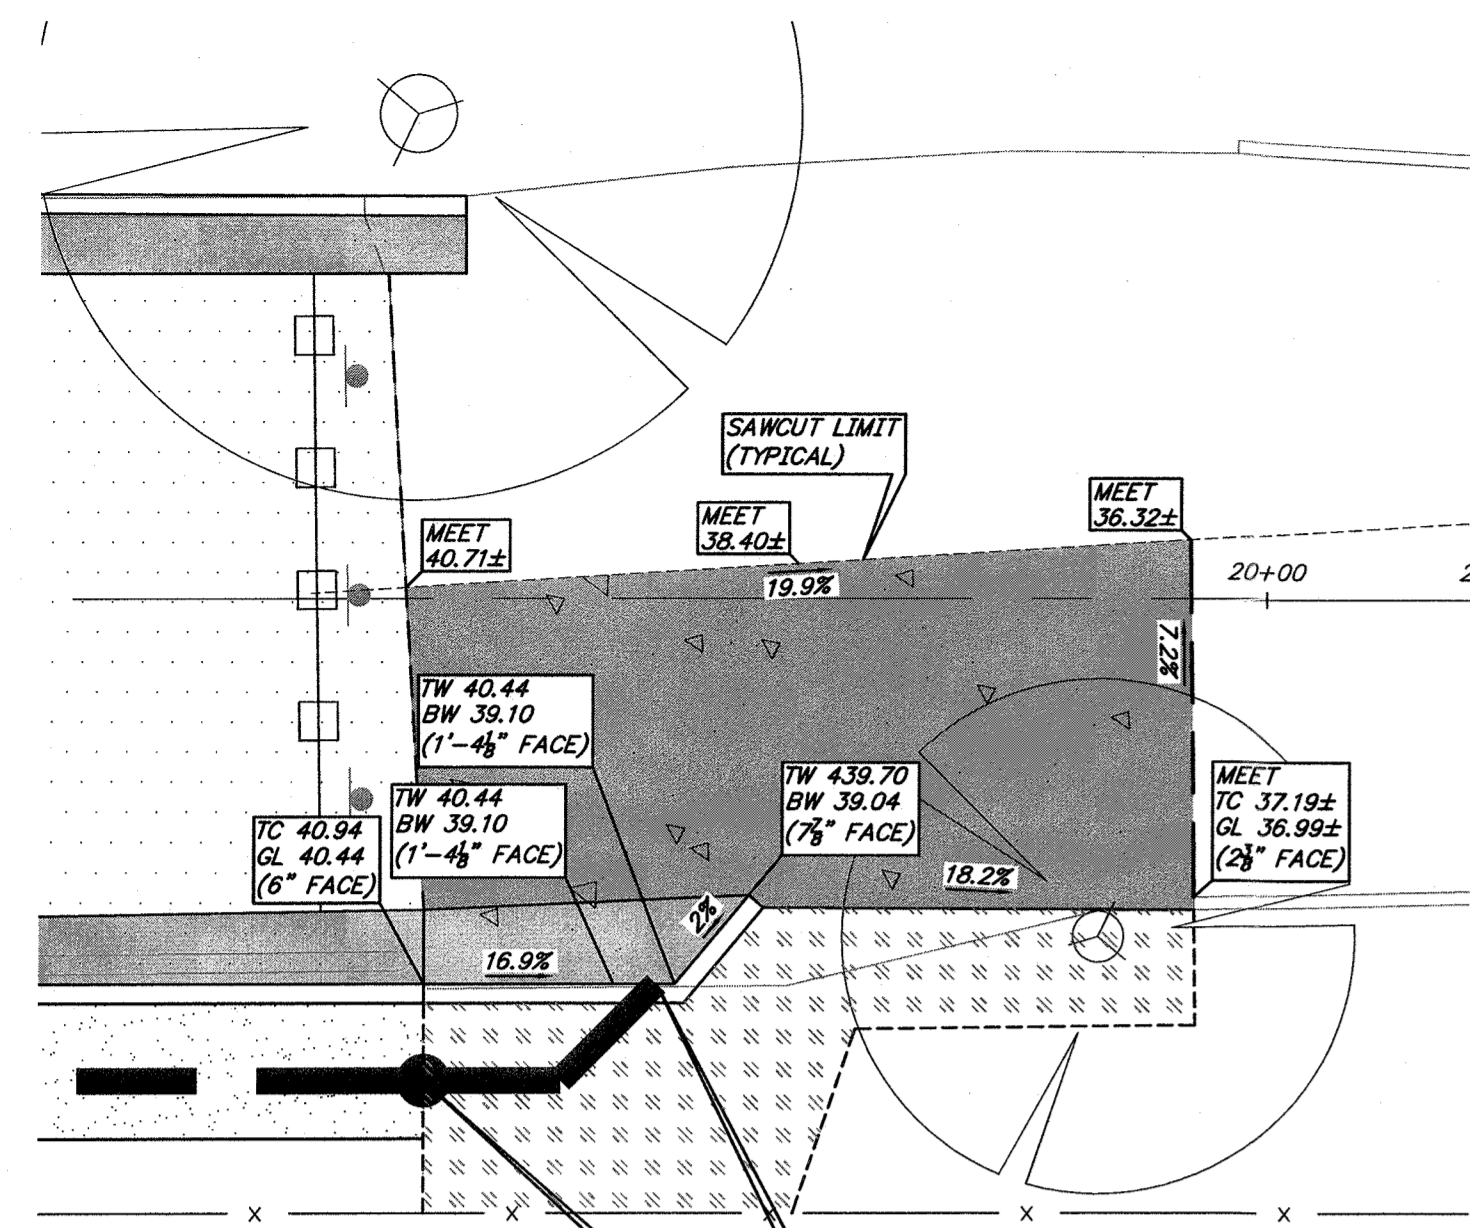 SAWCUT LIMIT
(TYPICAL)
MEET
36.32±
MEET
38.40±
MEET
40.71±
19.9%
20+00
2
7.2%
TW 40.44
BW 39.10
(1'-4⅛" FACE)
TW 40.44
BW 39.10
(1'-4⅛" FACE)
TW 439.70
BW 39.04
(7⅞" FACE)
MEET
TC 37.19±
GL 36.99±
(2⅜" FACE)
TC 40.94
GL 40.44
(6" FACE)
18.2%
2%
16.9%
X X X X X